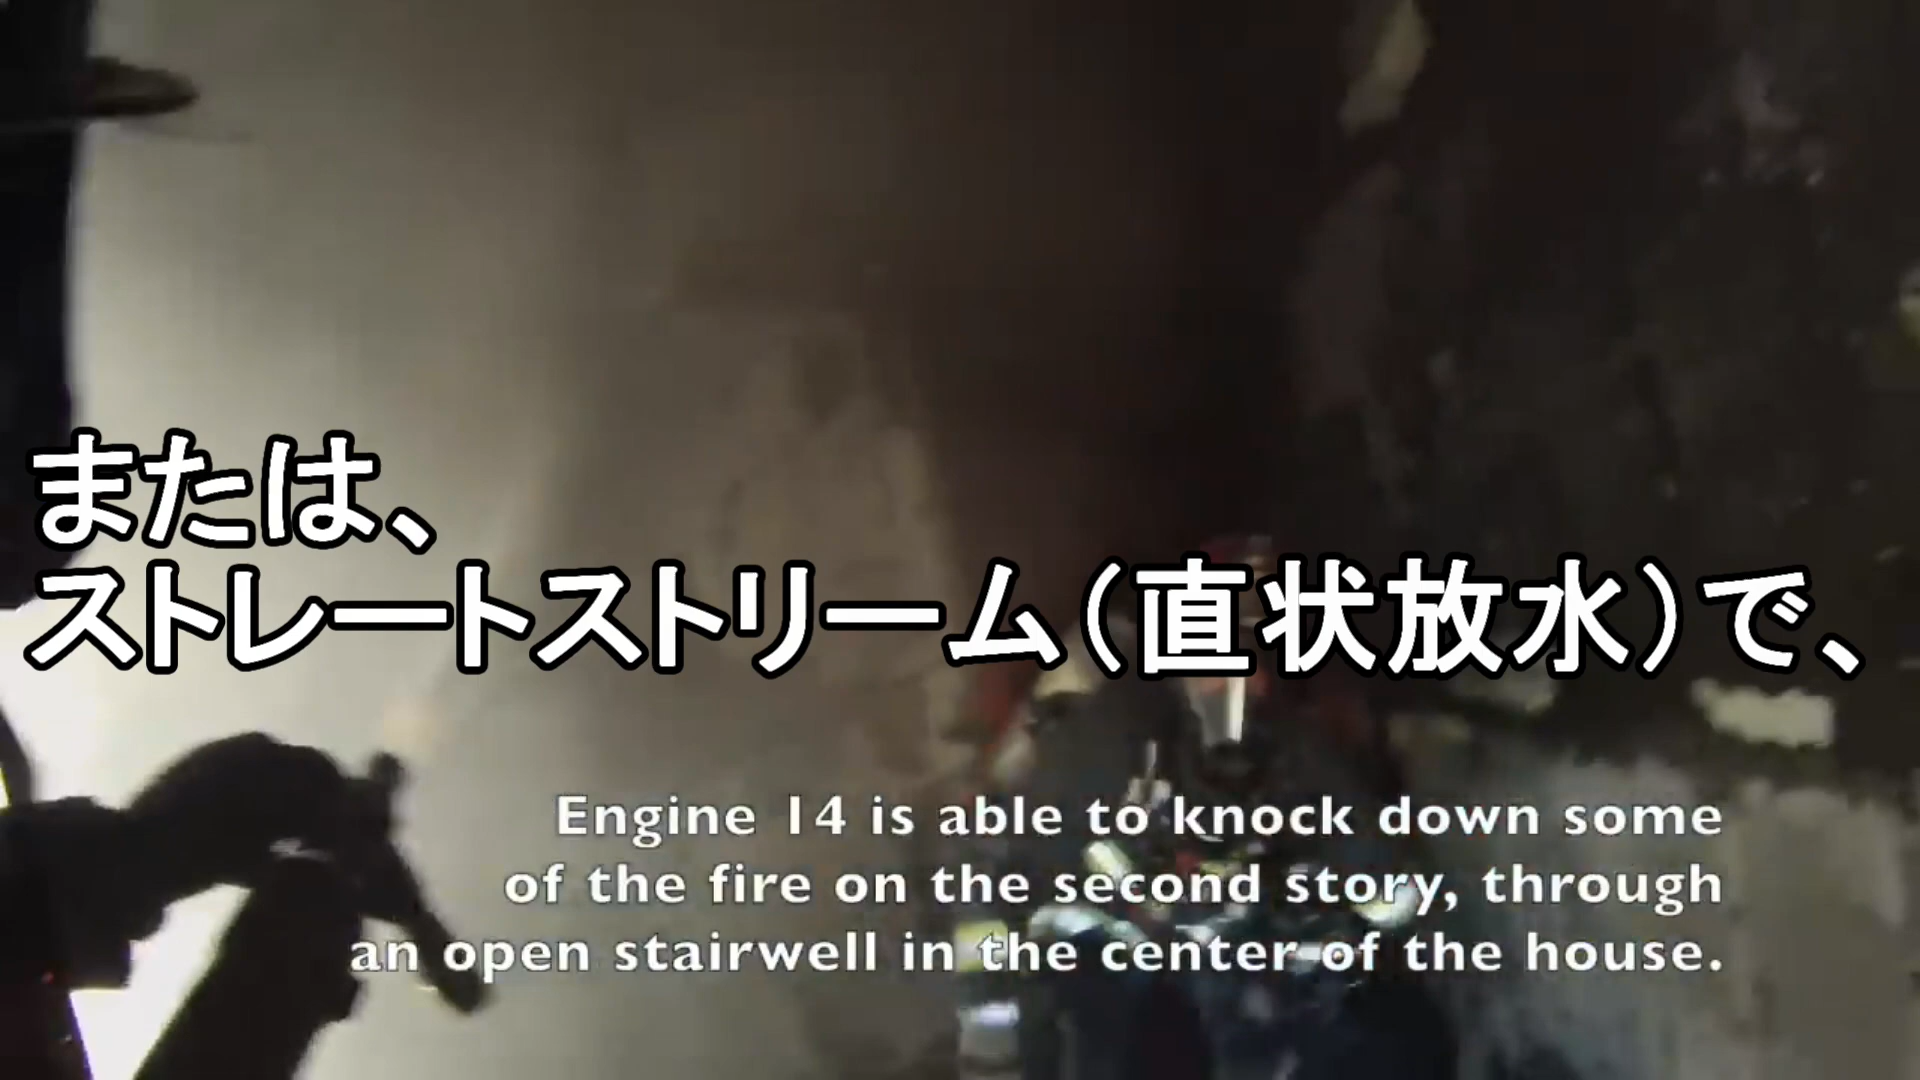 または、
ストレートストリーム（直状放水）で、
Engine 14 is able to knock down some
of the fire on the second story, through
an open stairwell in the center of the house.